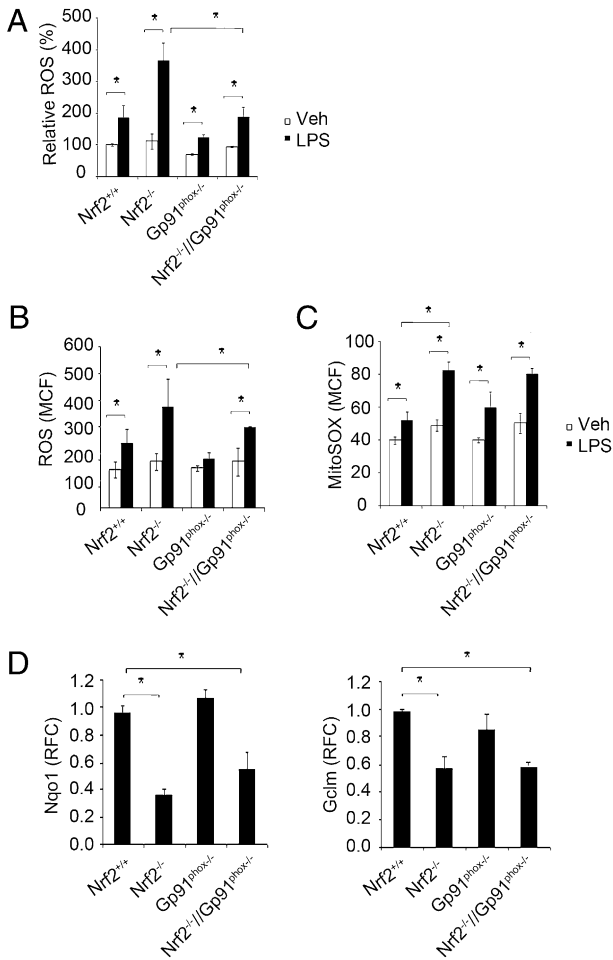 A
Relative ROS (%)
500
400
300
200
100
00
*
*
*
*
*
Veh
LPS
Nrf2+/+
Nrf2-/-
Gp91phox-/-
Nrf2-/-//Gp91phox-/-
B
ROS (MCF)
600
500
400
300
200
100
00
*
*
*
*
Nrf2+/+
Nrf2-/-
Gp91phox-/-
Nrf2-/-//Gp91phox-/-
C
MitoSOX (MCF)
100
80
60
40
20
0
*
*
*
*
*
Veh
LPS
Nrf2+/+
Nrf2-/-
Gp91phox-/-
Nrf2-/-//Gp91phox-/-
D
Nqo1 (RFC)
1.2
1.0
0.8
0.6
0.4
0.2
0.0
*
*
Nrf2+/+
Nrf2-/-
Gp91phox-/-
Nrf2-/-//Gp91phox-/-
Gclm (RFC)
1.2
1.0
0.8
0.6
0.4
0.2
0.0
*
*
Nrf2+/+
Nrf2-/-
Gp91phox-/-
Nrf2-/-//Gp91phox-/-